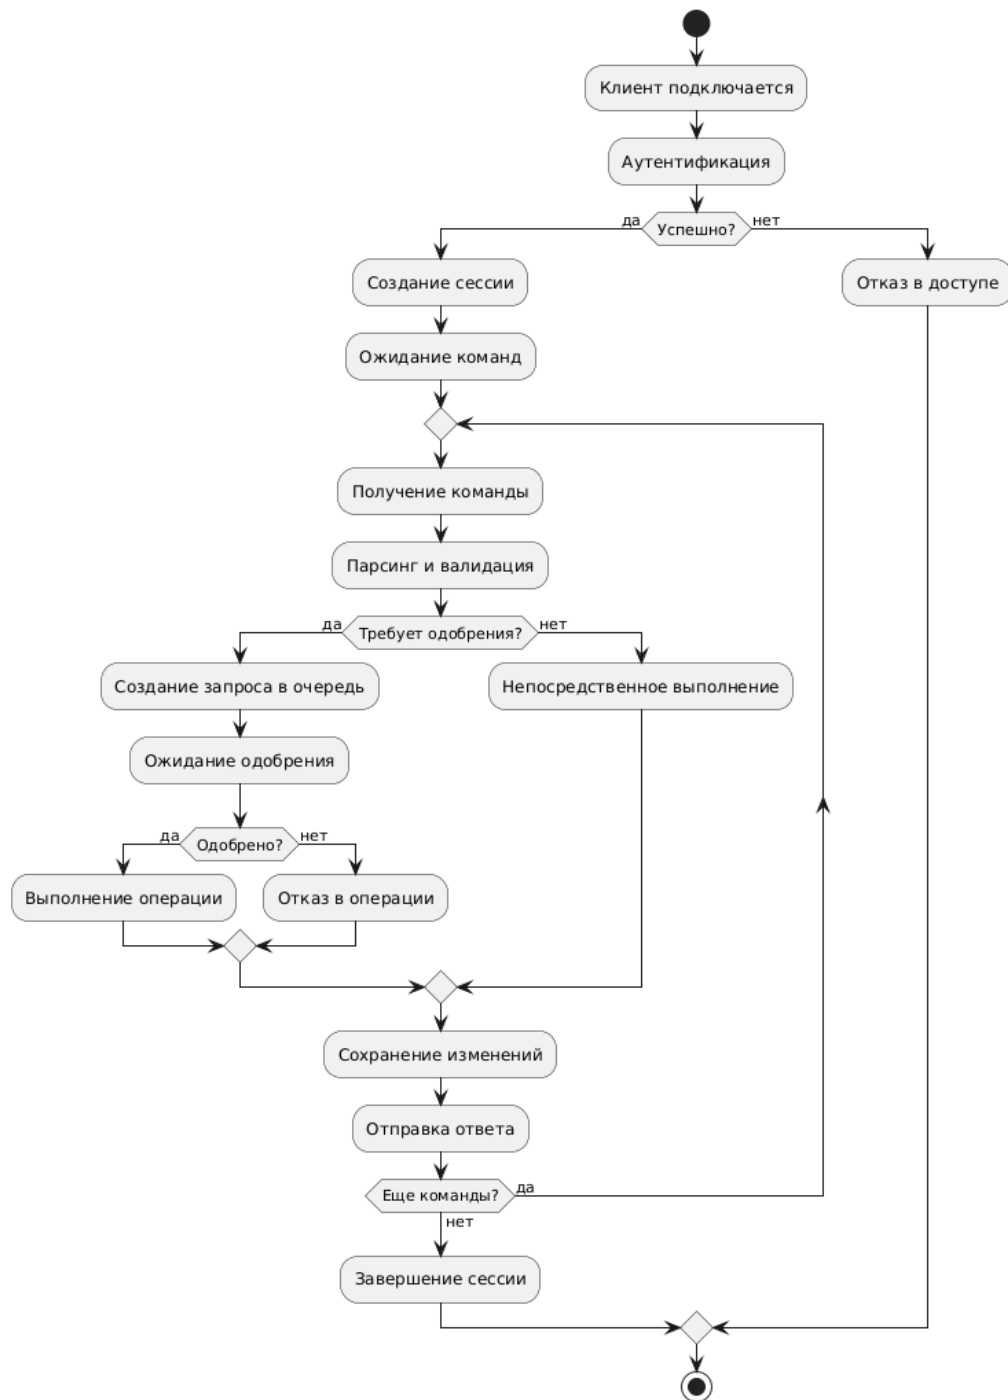 Клиент подключается
Аутентификация
да
Успешно?
нет
Создание сессии
Отказ в доступе
Ожидание команд
Получение команды
Парсинг и валидация
да
Требует одобрения?
нет
Создание запроса в очередь
Непосредственное выполнение
Ожидание одобрения
да
Одобрено?
нет
Выполнение операции
Отказ в операции
Сохранение изменений
Отправка ответа
Еще команды?
да
нет
Завершение сессии